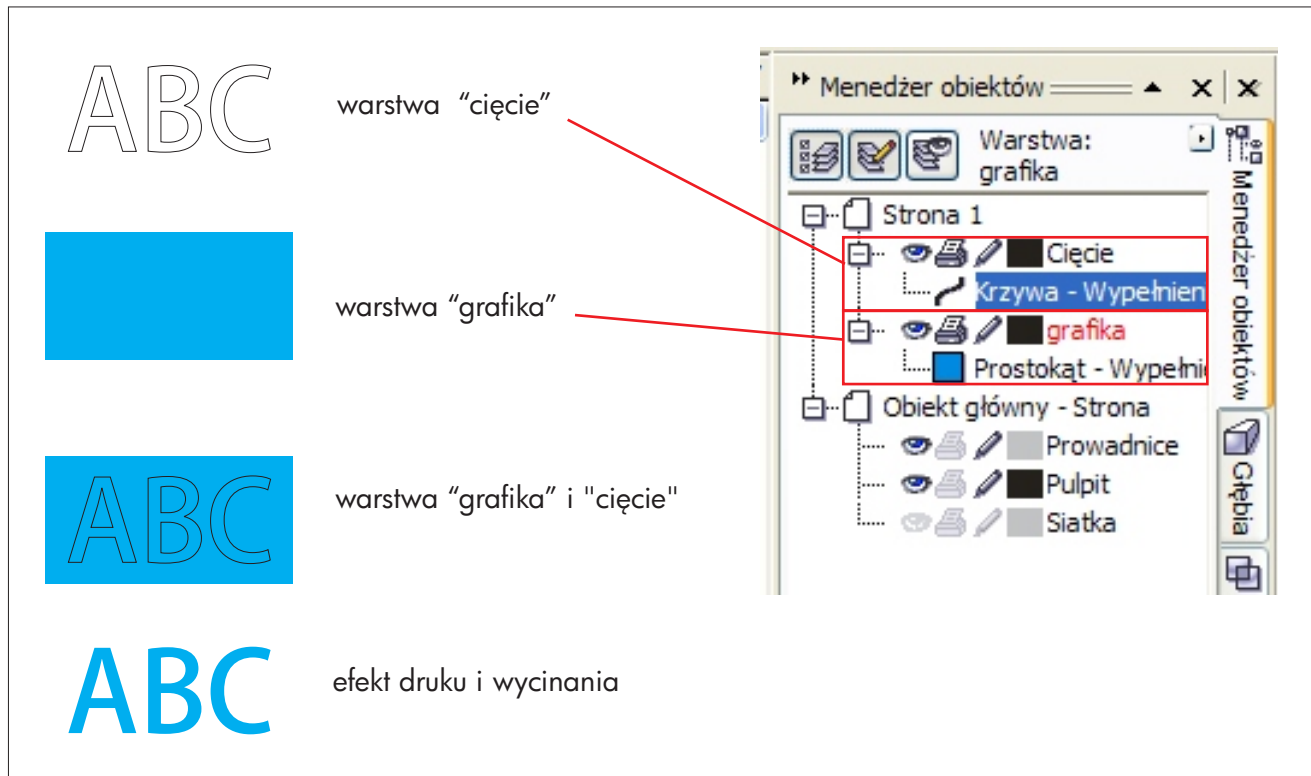 ABC
warstwa “cięcie”
warstwa “grafika”
ABC
warstwa “grafika” i "cięcie"
ABC
efekt druku i wycinania
Menedżer obiektów
Warstwa:
grafika
Strona 1
Cięcie
Krzywa - Wypełnien
grafika
Prostokąt - Wypełni
Obiekt główny - Strona
Prowadnice
Pulpit
Siatka
Menedżer obiektów
Głębia